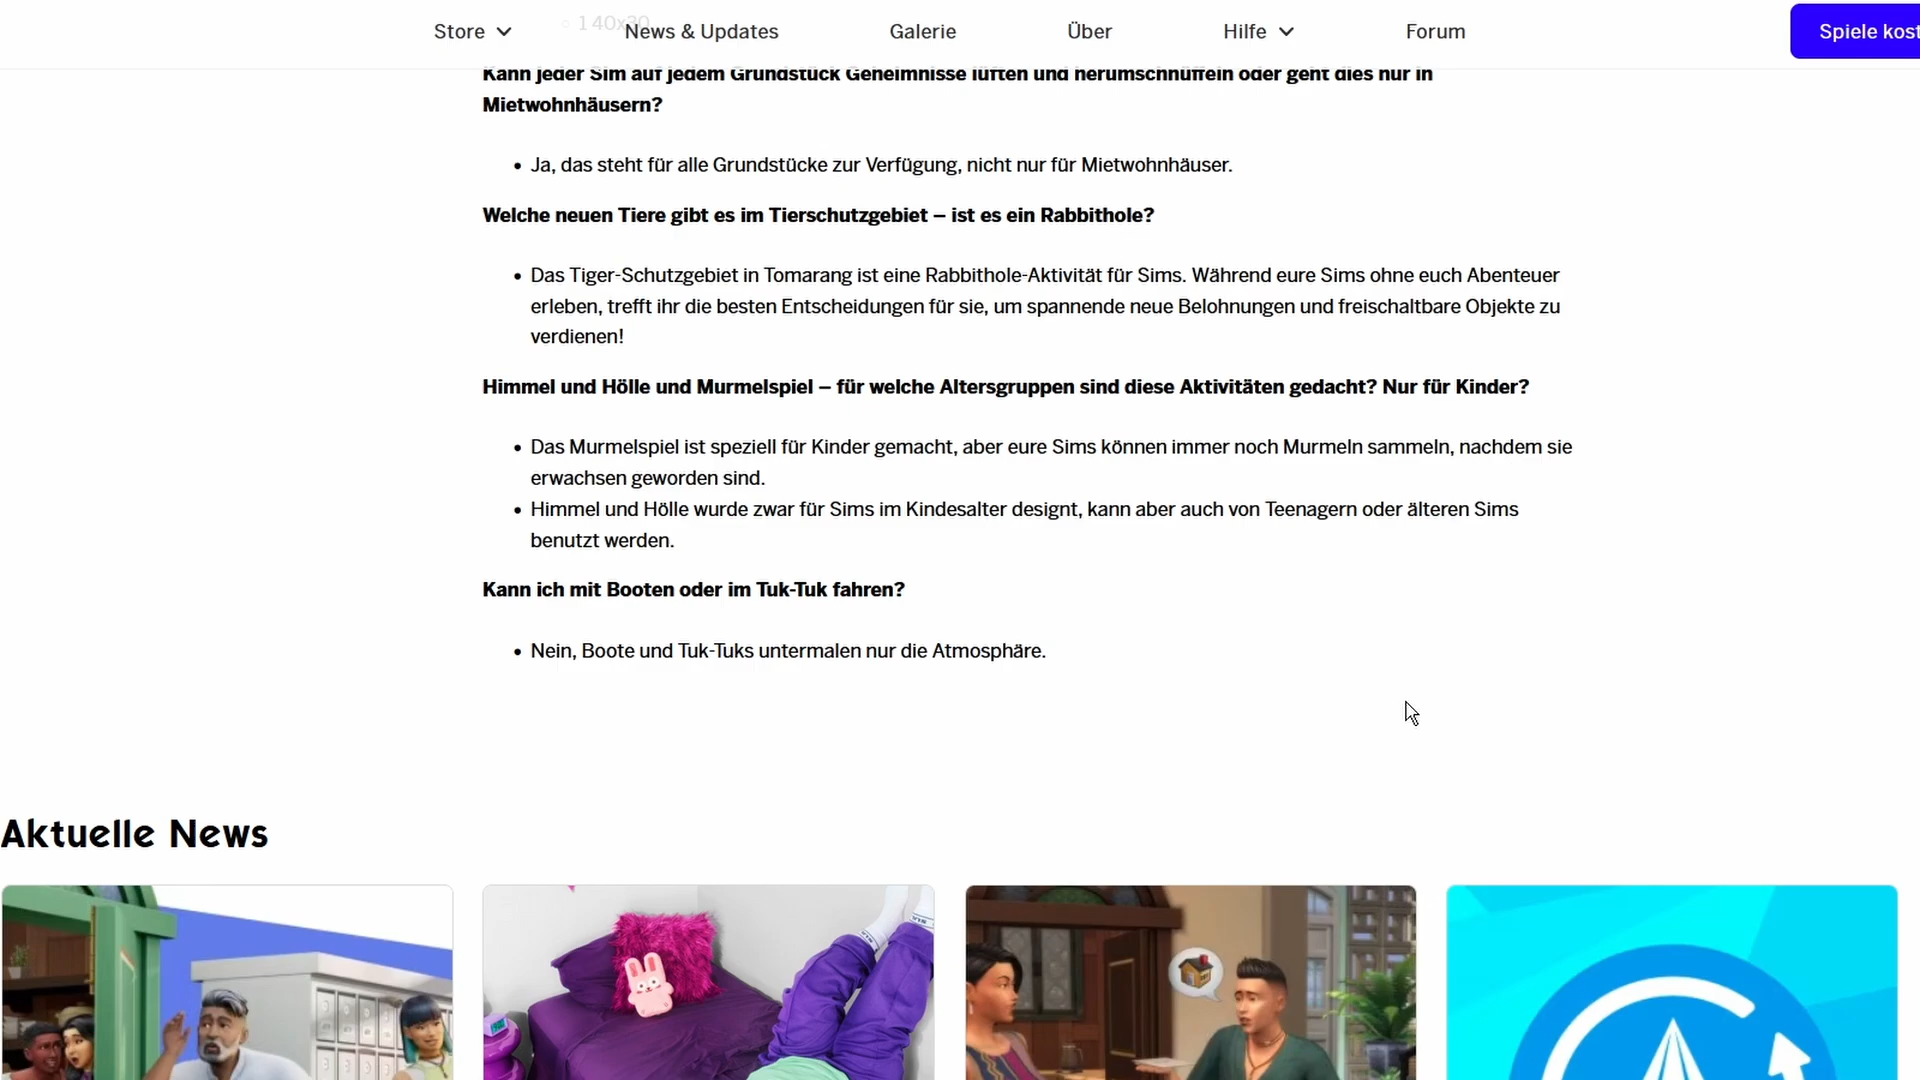 Store
140x30
News & Updates
Galerie
Über
Hilfe
Forum
Spiele kost
Kann jeder Sim auf jedem Grundstück Geheimnisse lüften und herumschnüffeln oder geht dies nur in
Mietwohnhäusern?
• Ja, das steht für alle Grundstücke zur Verfügung, nicht nur für Mietwohnhäuser.
Welche neuen Tiere gibt es im Tierschutzgebiet – ist es ein Rabbithole?
• Das Tiger-Schutzgebiet in Tomarang ist eine Rabbithole-Aktivität für Sims. Während eure Sims ohne euch Abenteuer
erleben, trefft ihr die besten Entscheidungen für sie, um spannende neue Belohnungen und freischaltbare Objekte zu
verdienen!
Himmel und Hölle und Murmelspiel – für welche Altersgruppen sind diese Aktivitäten gedacht? Nur für Kinder?
• Das Murmelspiel ist speziell für Kinder gemacht, aber eure Sims können immer noch Murmeln sammeln, nachdem sie
erwachsen geworden sind.
• Himmel und Hölle wurde zwar für Sims im Kindesalter designt, kann aber auch von Teenagern oder älteren Sims
benutzt werden.
Kann ich mit Booten oder im Tuk-Tuk fahren?
• Nein, Boote und Tuk-Tuks untermalen nur die Atmosphäre.
Aktuelle News